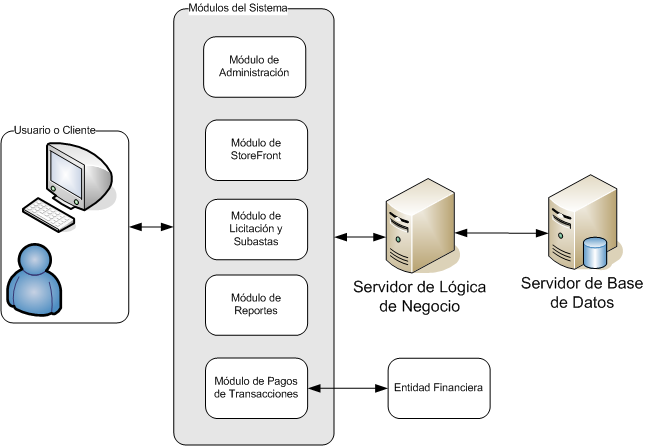 Módulos del Sistema
Módulo de
Administración
Usuario o Cliente
Módulo de
StoreFront
Módulo de
Licitación y
Subastas
Servidor de Lógica
de Negocio
Servidor de Base
de Datos
Módulo de
Reportes
Módulo de Pagos
de Transacciones
Entidad Financiera